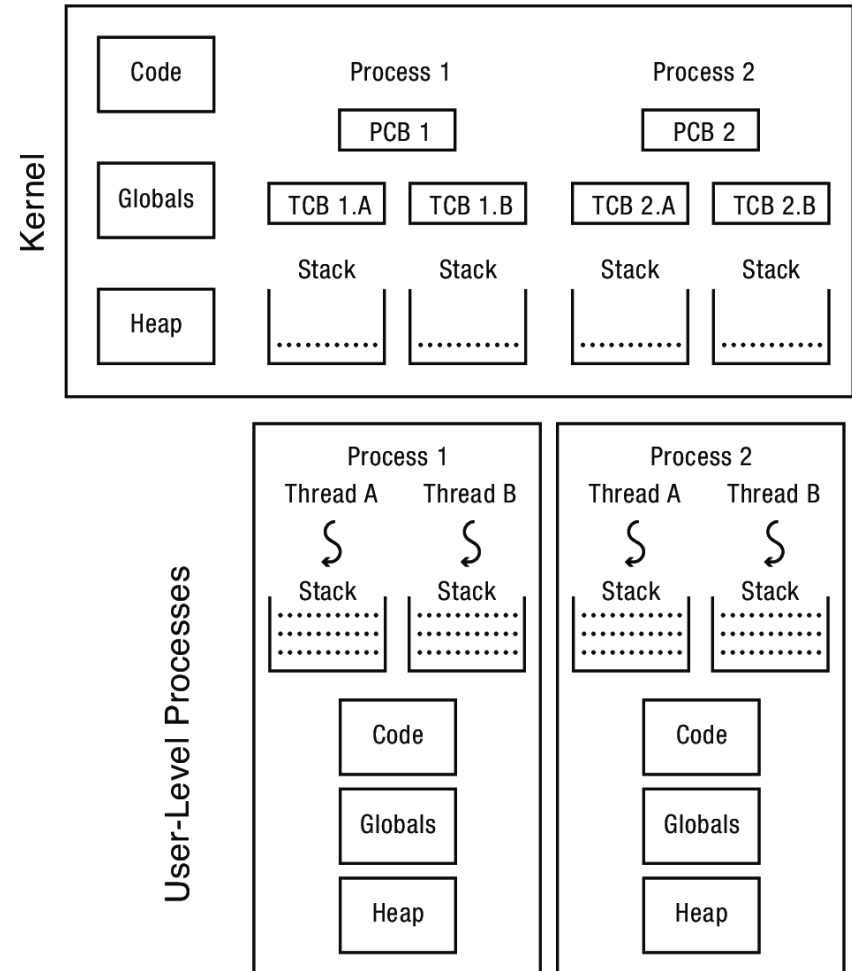 Kernel
Code
Globals
Heap
Process 1
PCB 1
TCB 1.A
TCB 1.B
Stack
Stack
Process 2
PCB 2
TCB 2.A
TCB 2.B
Stack
Stack
User-Level Processes
Process 1
Thread A
Thread B
Stack
Stack
Code
Globals
Heap
Process 2
Thread A
Thread B
Stack
Stack
Code
Globals
Heap